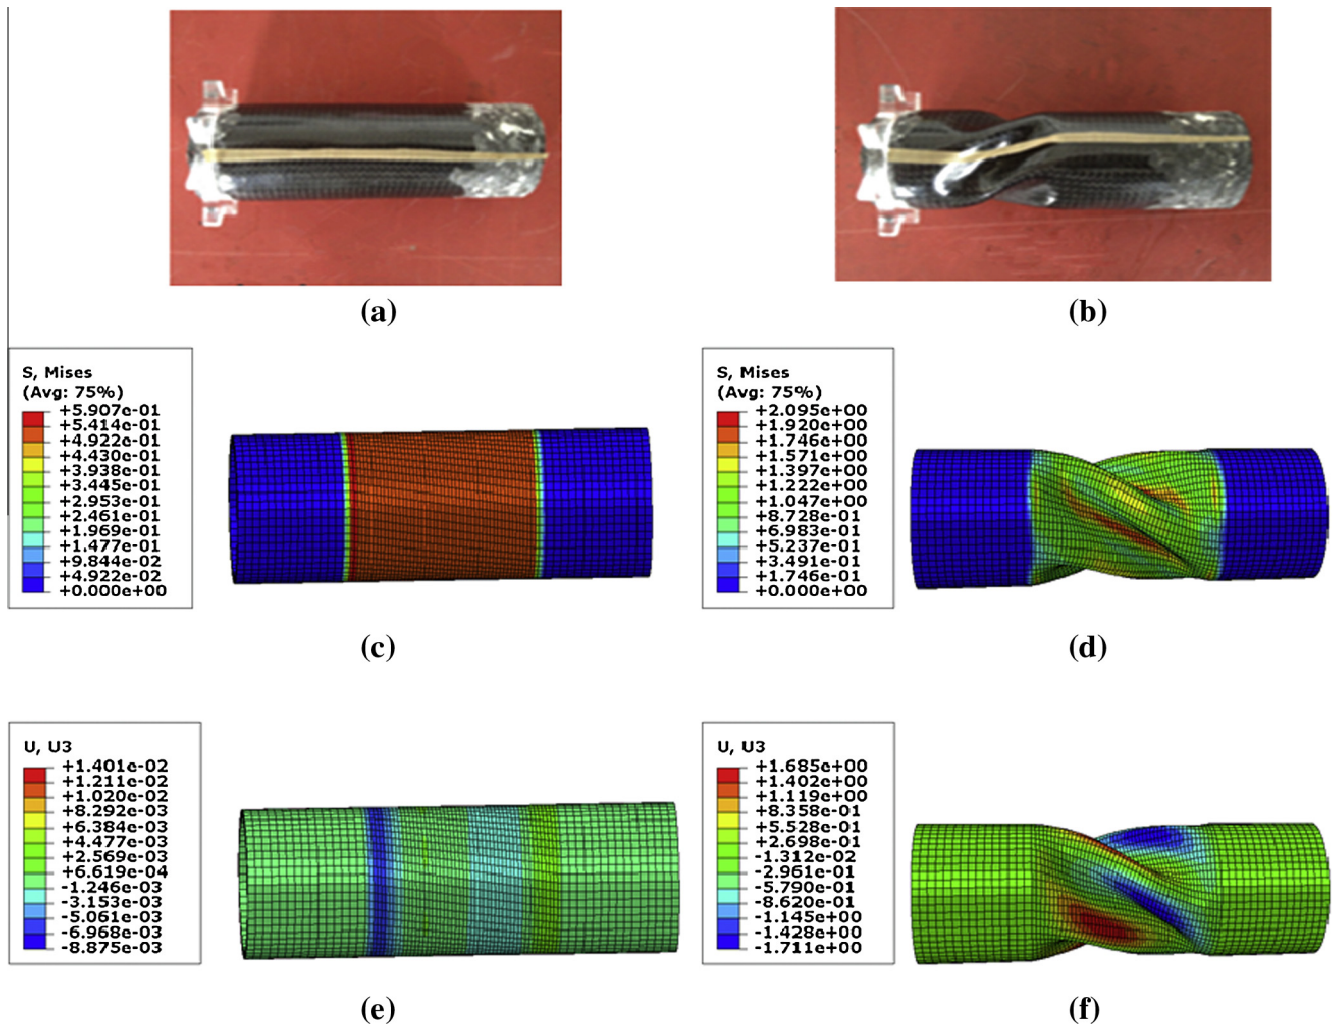 (a)
(b)
S, Mises
(Avg: 75%)
+5.907e-01
+5.414e-01
+4.922e-01
+4.430e-01
+3.938e-01
+3.445e-01
+2.953e-01
+2.461e-01
+1.969e-01
+1.477e-01
+9.844e-02
+4.922e-02
+0.000e+00
(c)
S, Mises
(Avg: 75%)
+2.095e+00
+1.920e+00
+1.746e+00
+1.571e+00
+1.397e+00
+1.222e+00
+1.047e+00
+8.728e-01
+6.983e-01
+5.237e-01
+3.491e-01
+1.746e-01
+0.000e+00
(d)
U, U3
+1.401e-02
+1.211e-02
+1.020e-02
+8.292e-03
+6.384e-03
+4.477e-03
+2.569e-03
+6.619e-04
-1.246e-03
-3.153e-03
-5.061e-03
-6.968e-03
-8.875e-03
(e)
U, U3
+1.685e+00
+1.402e+00
+1.119e+00
+8.358e-01
+5.528e-01
+2.698e-01
-1.312e-02
-2.961e-01
-5.790e-01
-8.620e-01
-1.145e+00
-1.428e+00
-1.711e+00
(f)